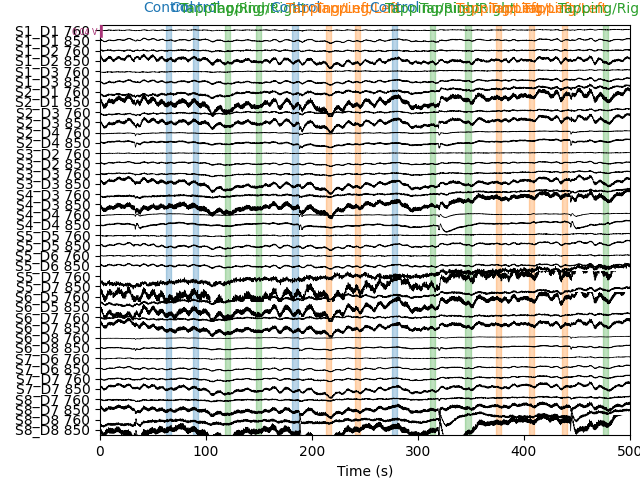 Control
Control
Control
Control
S1_D1 760
S1_D1 850
S1_D2 760
S1_D2 850
S1_D3 760
S1_D3 850
S2_D1 760
S2_D1 850
S2_D3 760
S2_D3 850
S2_D4 760
S2_D4 850
S3_D2 760
S3_D2 850
S3_D3 760
S3_D3 850
S4_D3 760
S4_D3 850
S4_D4 760
S4_D4 850
S5_D5 760
S5_D5 850
S5_D6 760
S5_D6 850
S5_D7 760
S5_D7 850
S6_D5 760
S6_D5 850
S6_D7 760
S6_D7 850
S6_D8 760
S6_D8 850
S7_D6 760
S7_D6 850
S7_D7 760
S7_D7 850
S8_D7 760
S8_D7 850
S8_D8 760
S8_D8 850
0 100 200 300 400 500
Time (s)